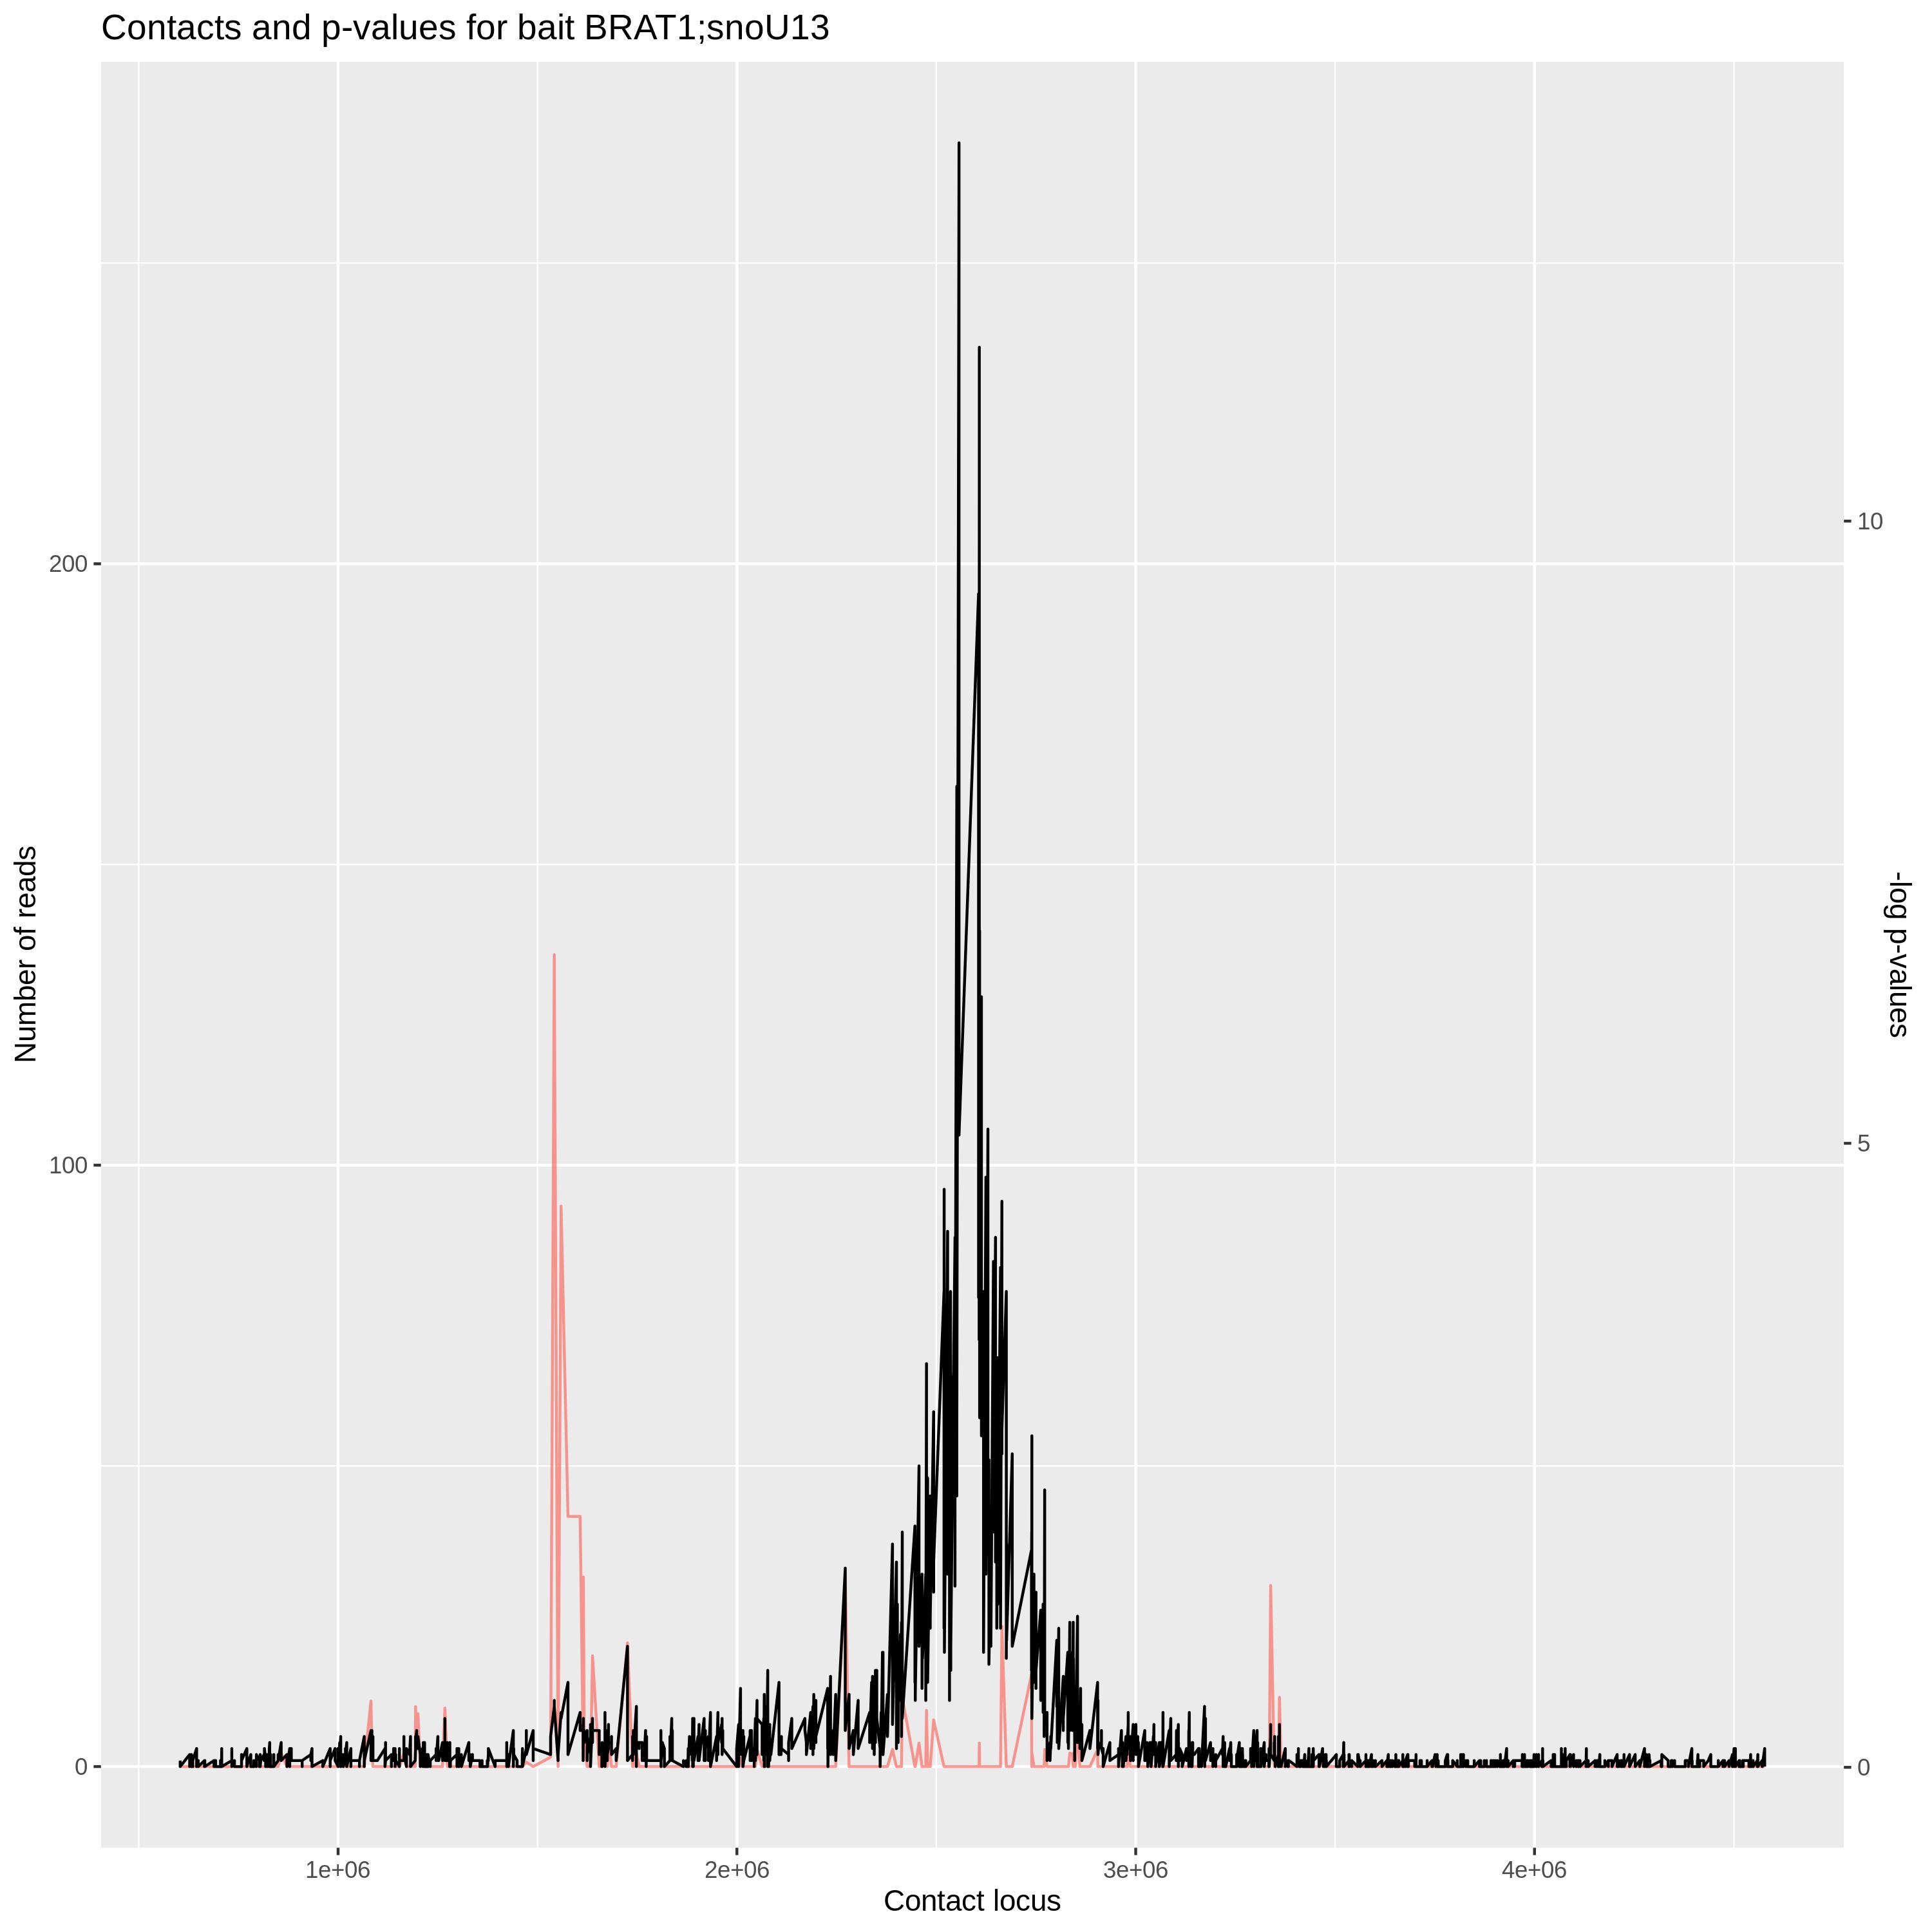 Contacts and p-values for bait BRAT1;snoU13
200
100
0
Number of reads
10
5
0
-log p-values
1e+06
2e+06
3e+06
4e+06
Contact locus